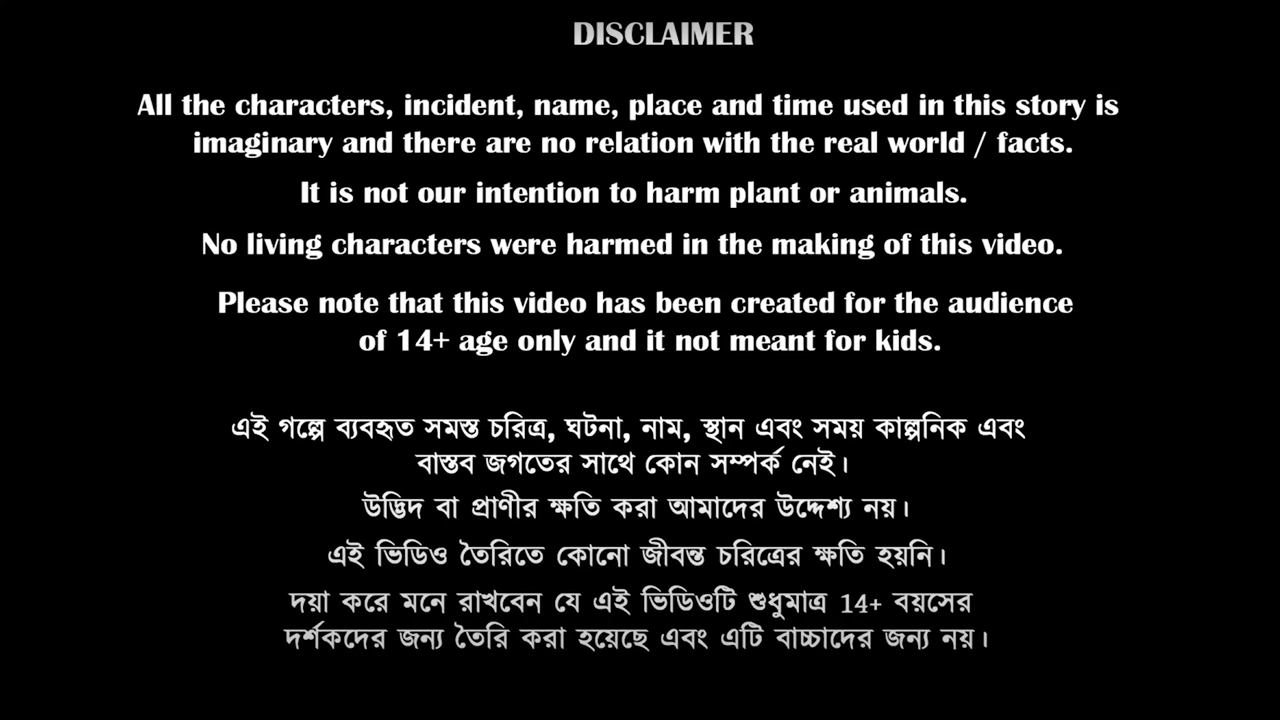 DISCLAIMER
All the characters, incident, name, place and time used in this story is
imaginary and there are no relation with the real world / facts.
It is not our intention to harm plant or animals.
No living characters were harmed in the making of this video.
Please note that this video has been created for the audience
of 14+ age only and it not meant for kids.
এই গল্পে ব্যবহৃত সমস্ত চরিত্র, ঘটনা, নাম, স্থান এবং সময় কাল্পনিক এবং
বাস্তব জগতের সাথে কোন সম্পর্ক নেই।
উদ্ভিদ বা প্রাণীর ক্ষতি করা আমাদের উদ্দেশ্য নয়।
এই ভিডিও তৈরিতে কোনো জীবন্ত চরিত্রের ক্ষতি হয়নি।
দয়া করে মনে রাখবেন যে এই ভিডিওটি শুধুমাত্র 14+ বয়সের
দর্শকদের জন্য তৈরি করা হয়েছে এবং এটি বাচ্চাদের জন্য নয়।